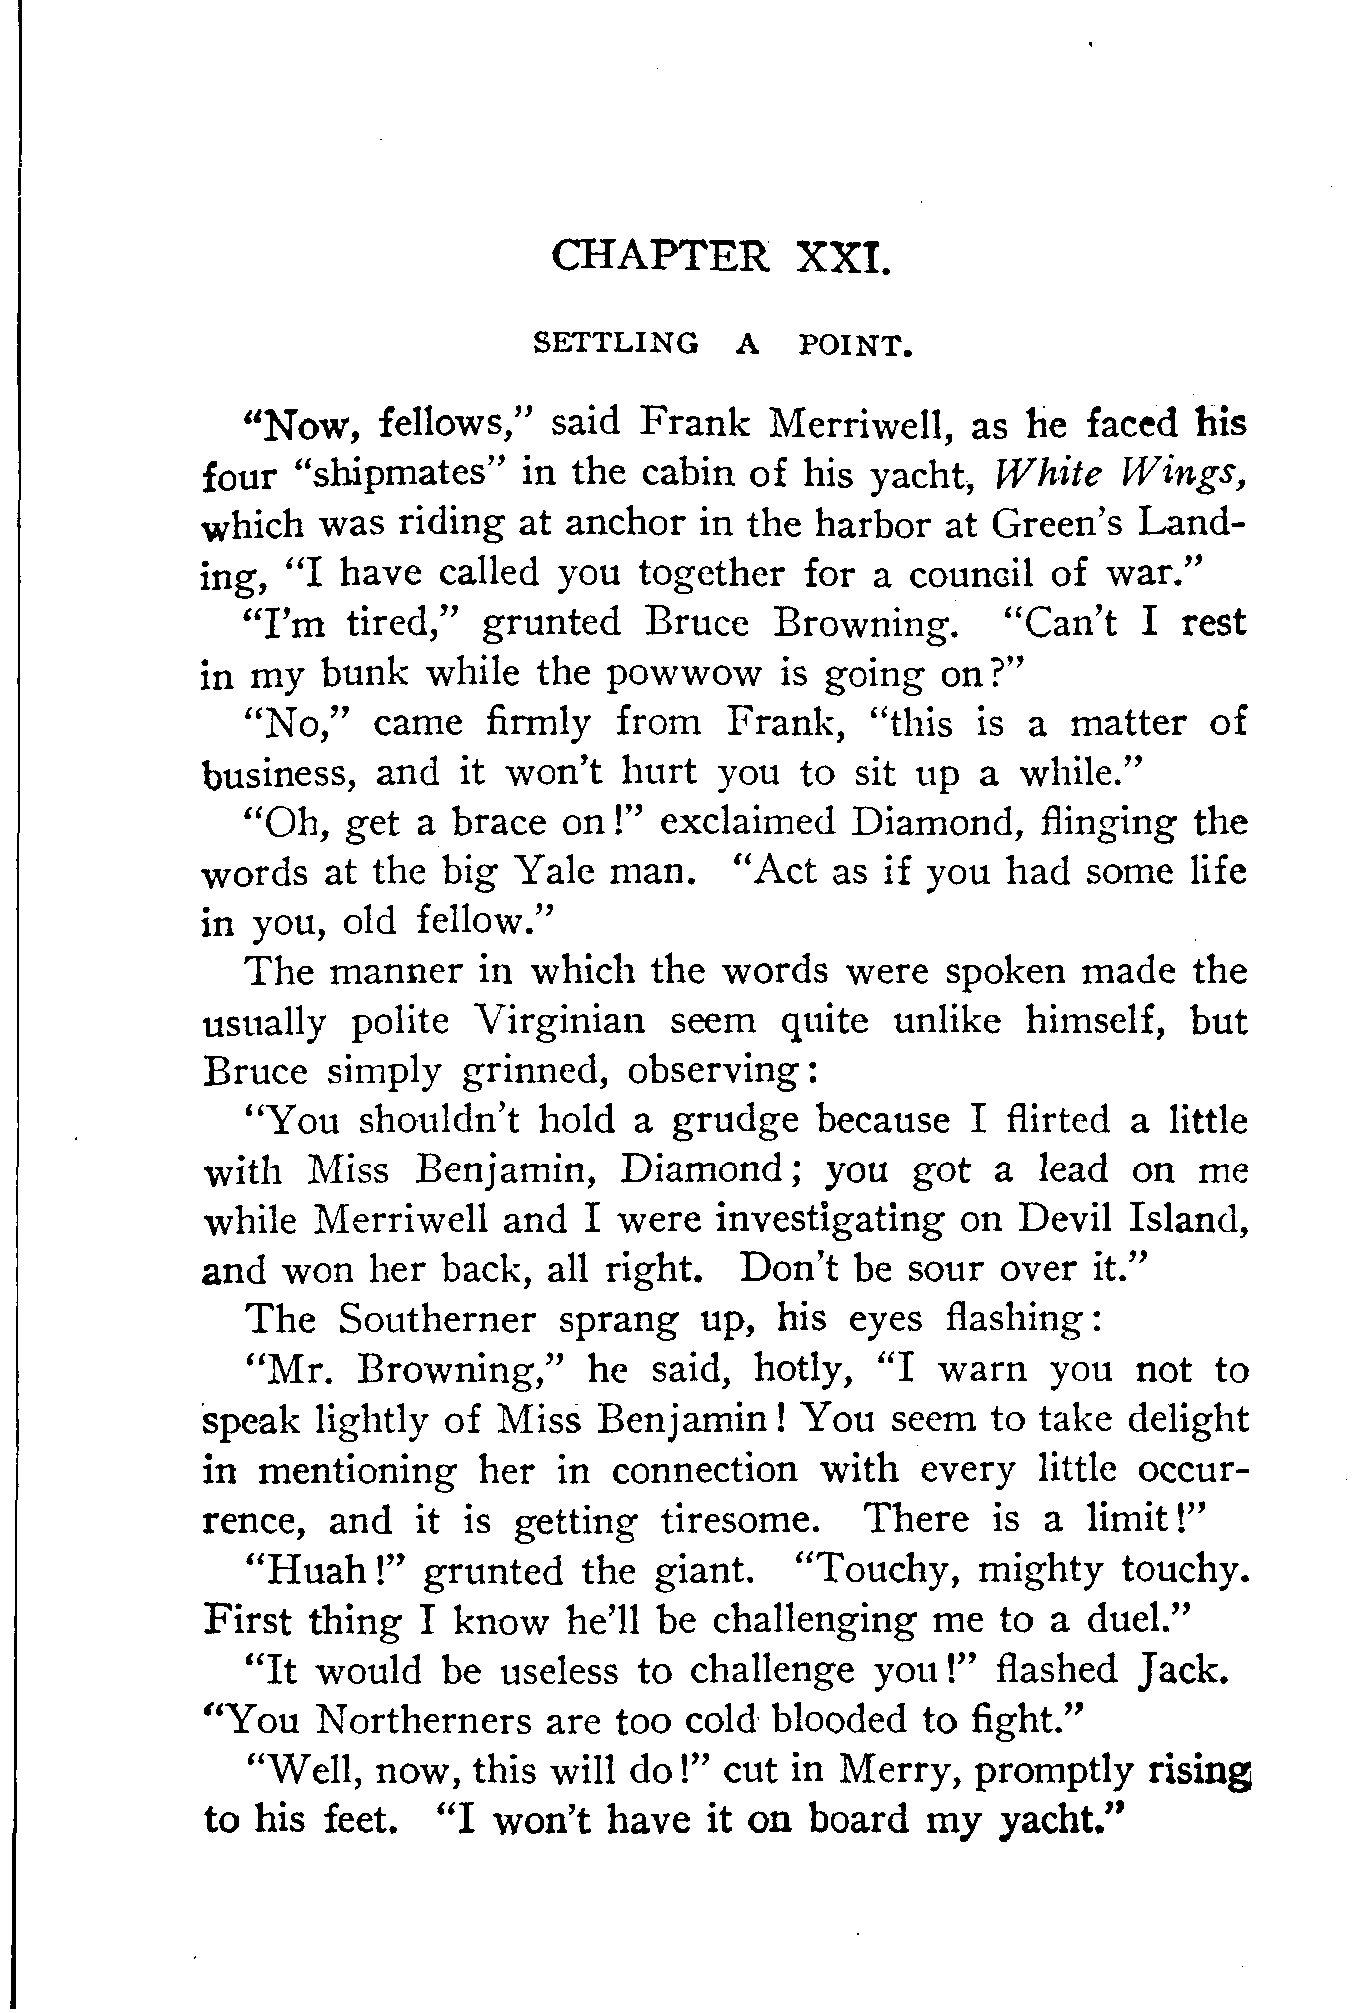 CHAPTER XXI.
SETTLING A POINT.
"Now, fellows," said Frank Merriwell, as he faced his
four "shipmates" in the cabin of his yacht, White Wings,
which was riding at anchor in the harbor at Green's Land-
ing, "I have called you together for a council of war."
"I'm tired," grunted Bruce Browning. "Can't I rest
in my bunk while the powwow is going on?"
"No," came firmly from Frank, "this is a matter of
business, and it won't hurt you to sit up a while."
"Oh, get a brace on!" exclaimed Diamond, flinging the
words at the big Yale man. "Act as if you had some life
in you, old fellow."
The manner in which the words were spoken made the
usually polite Virginian seem quite unlike himself, but
Bruce simply grinned, observing:
"You shouldn't hold a grudge because I flirted a little
with Miss Benjamin, Diamond; you got a lead on me
while Merriwell and I were investigating on Devil Island,
and won her back, all right. Don't be sour over it."
The Southerner sprang up, his eyes flashing:
"Mr. Browning," he said, hotly, "I warn you not to
speak lightly of Miss Benjamin! You seem to take delight
in mentioning her in connection with every little occur-
rence, and it is getting tiresome. There is a limit!"
"Huah!" grunted the giant. "Touchy, mighty touchy.
First thing I know he'll be challenging me to a duel."
"It would be useless to challenge you!" flashed Jack.
"You Northerners are too cold blooded to fight."
"Well, now, this will do!" cut in Merry, promptly rising
to his feet. "I won't have it on board my yacht."